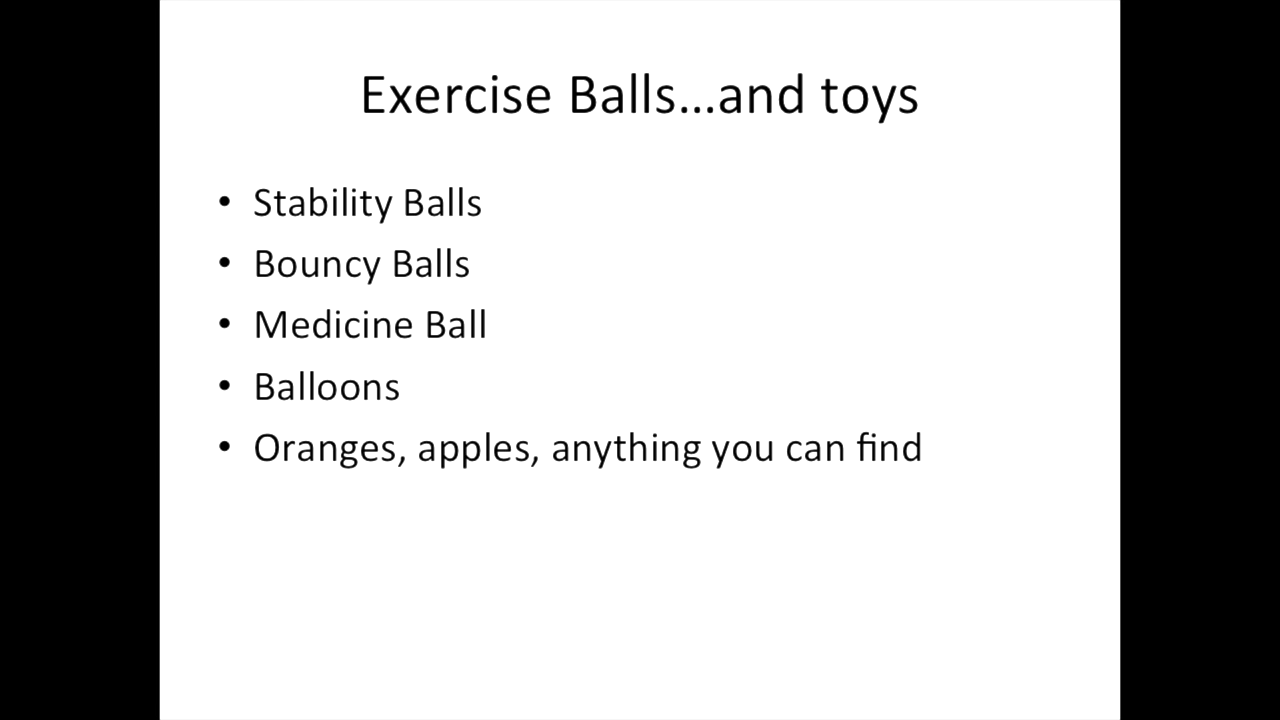 Exercise Balls…and toys
• Stability Balls
• Bouncy Balls
• Medicine Ball
• Balloons
• Oranges, apples, anything you can find